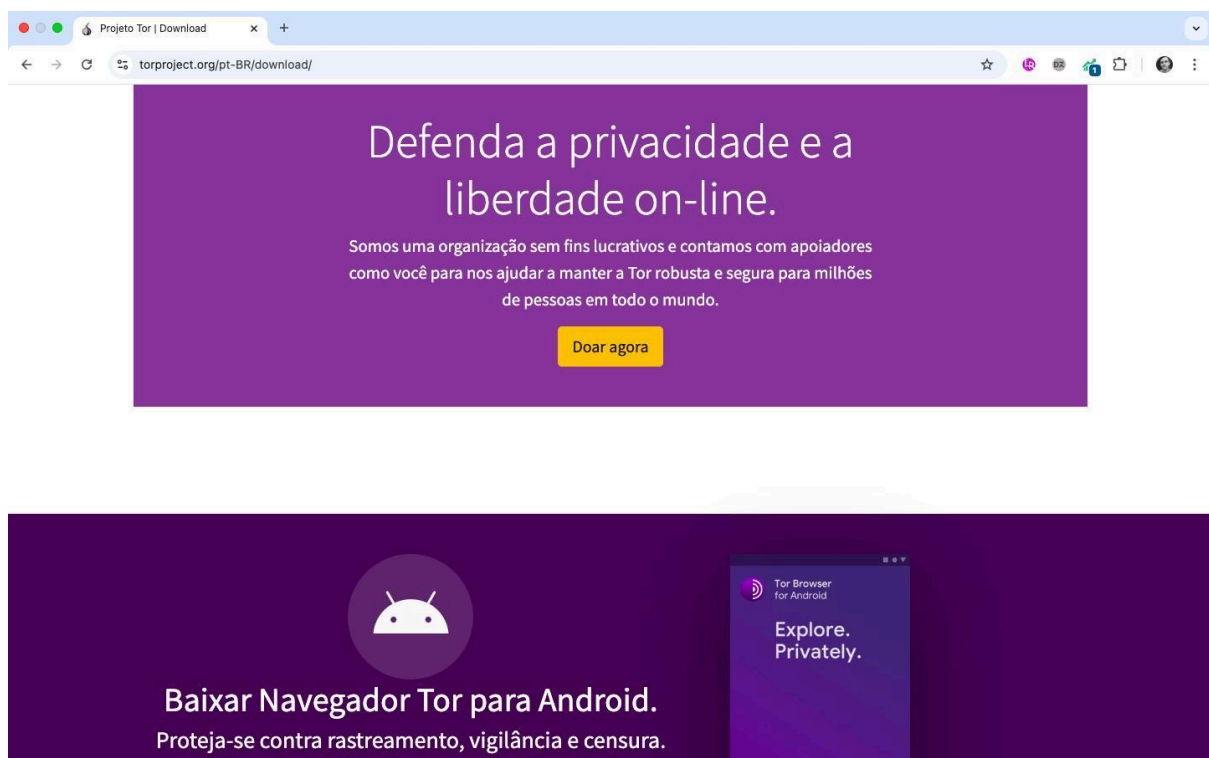 Projeto Tor | Download
torproject.org/pt-BR/download/
1
Defenda a privacidade e a
liberdade on-line.
Somos uma organização sem fins lucrativos e contamos com apoiadores
como você para nos ajudar a manter a Tor robusta e segura para milhões
de pessoas em todo o mundo.
Doar agora
Tor Browser
for Android
Explore.
Privately.
Baixar Navegador Tor para Android.
Proteja-se contra rastreamento, vigilância e censura.